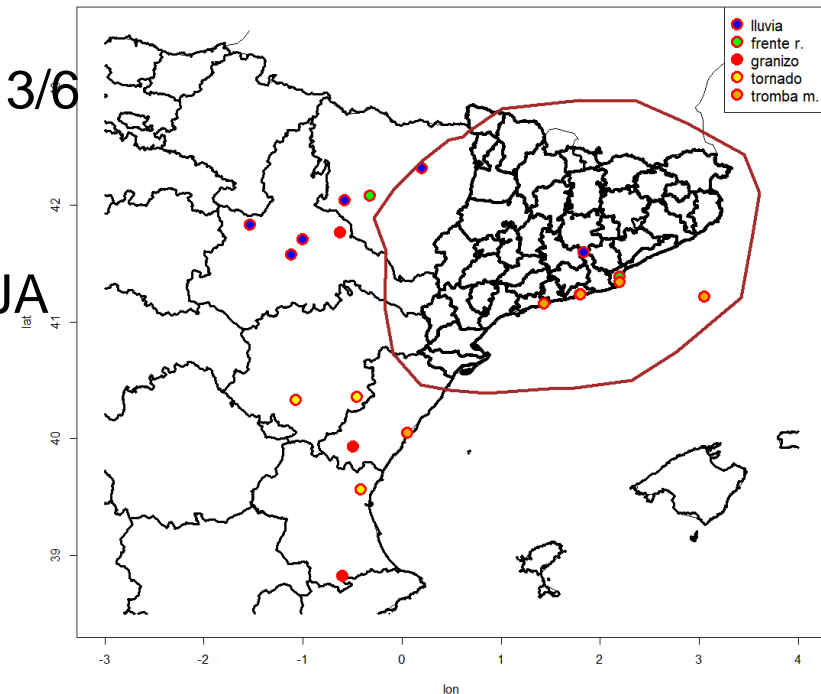 lluvia
frente r.
granizo
tornado
tromba m.
3/6
42
41
40
39
lat
-3 -2 -1 0 1 2 3 4
lon